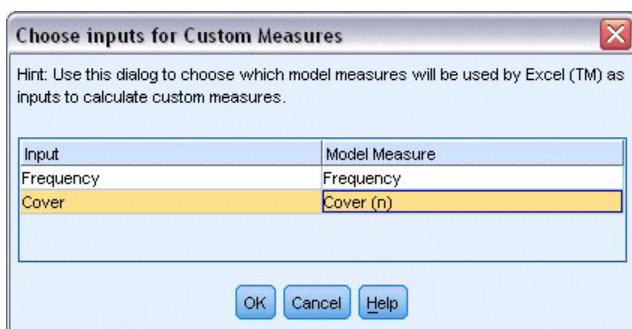 Choose inputs for Custom Measures
Hint: Use this dialog to choose which model measures will be used by Excel (TM) as
inputs to calculate custom measures.
Input Model Measure
Frequency Frequency
Cover Cover (n)
OK Cancel Help